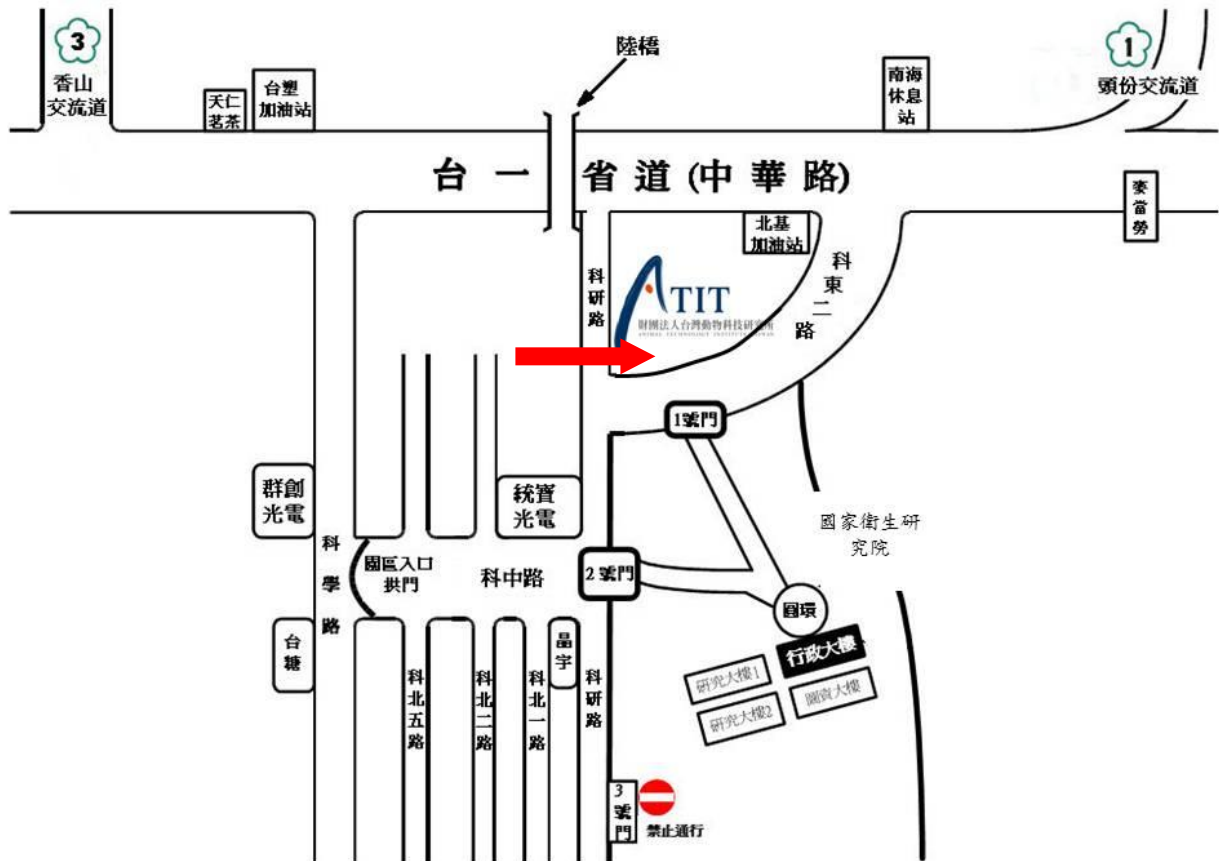 3
香山
交流道
天仁
茗茶
台塑
加油站
陸橋
南海
休息
站
1
頭份交流道
台一省道(中華路)
麥當勞
北基
加油站
科東二路
科研路
ATIT
財團法人台灣動物科技研究所
ANIMAL TECHNOLOGY INSTITUTE TAIWAN
1號門
群創
光電
統寶
光電
國家衛生研
究院
科學路
園區入口
拱門
科中路
2號門
圓環
台糖
晶宇
行政大樓
研究大樓1
圖資大樓
研究大樓2
科北五路
科北二路
科北一路
科研路
3號門
禁止通行